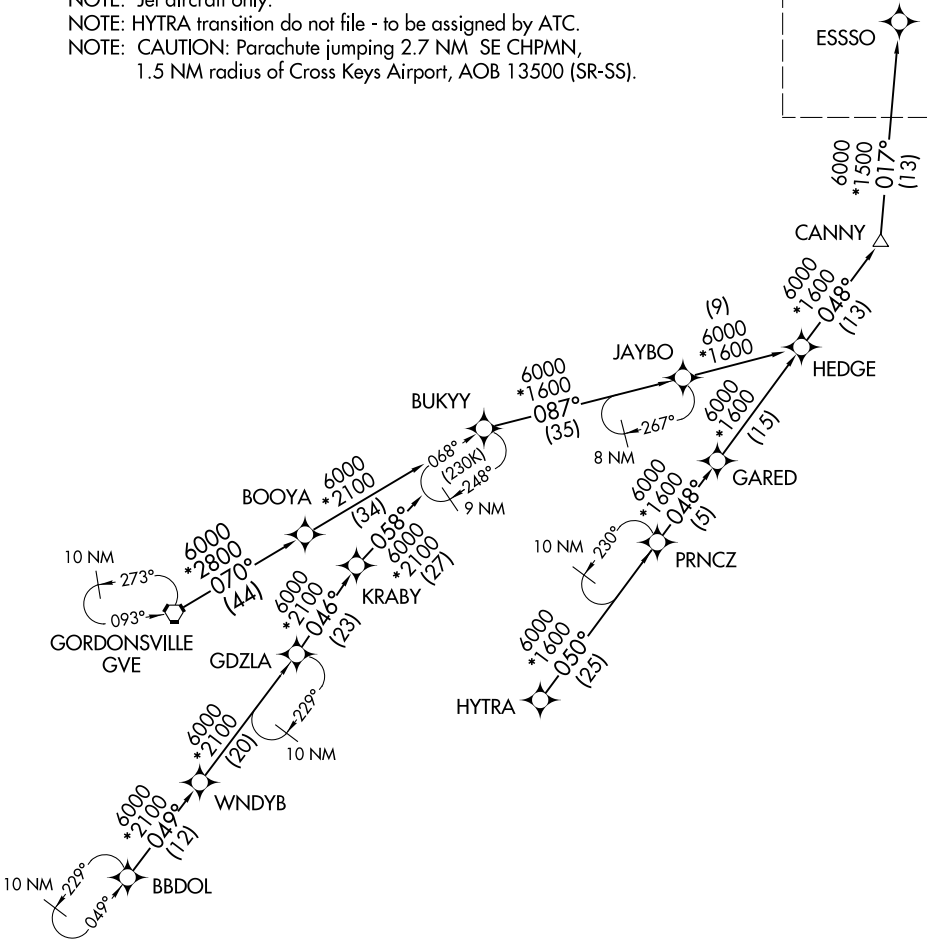 NOTE: Jet aircraft only.
NOTE: HYTRA transition do not file - to be assigned by ATC.
NOTE: CAUTION: Parachute jumping 2.7 NM SE CHPMN,
1.5 NM radius of Cross Keys Airport, AOB 13500 (SR-SS).
ESSSO
6000
*1500
017°
(13)
CANNY
6000
*1600
048°
(13)
HEDGE
(9)
6000
*1600
JAYBO
267°
8 NM
6000
*1600
087°
(35)
BUKYY
068°
(230K)
248°
9 NM
6000
*1600
(15)
GARED
6000
*1600
048°
(5)
PRNCZ
10 NM
230°
6000
*1600
050°
(25)
HYTRA
BOOYA
6000
*2100
(34)
058°
6000
*2100
(27)
KRABY
6000
*2800
070°
(44)
10 NM
273°
093°
GORDONSVILLE
GVE
6000
*2100
046°
(23)
GDZLA
229°
10 NM
6000
*2100
(20)
WNDYB
6000
*2100
049°
(12)
10 NM
229°
049°
BBDOL